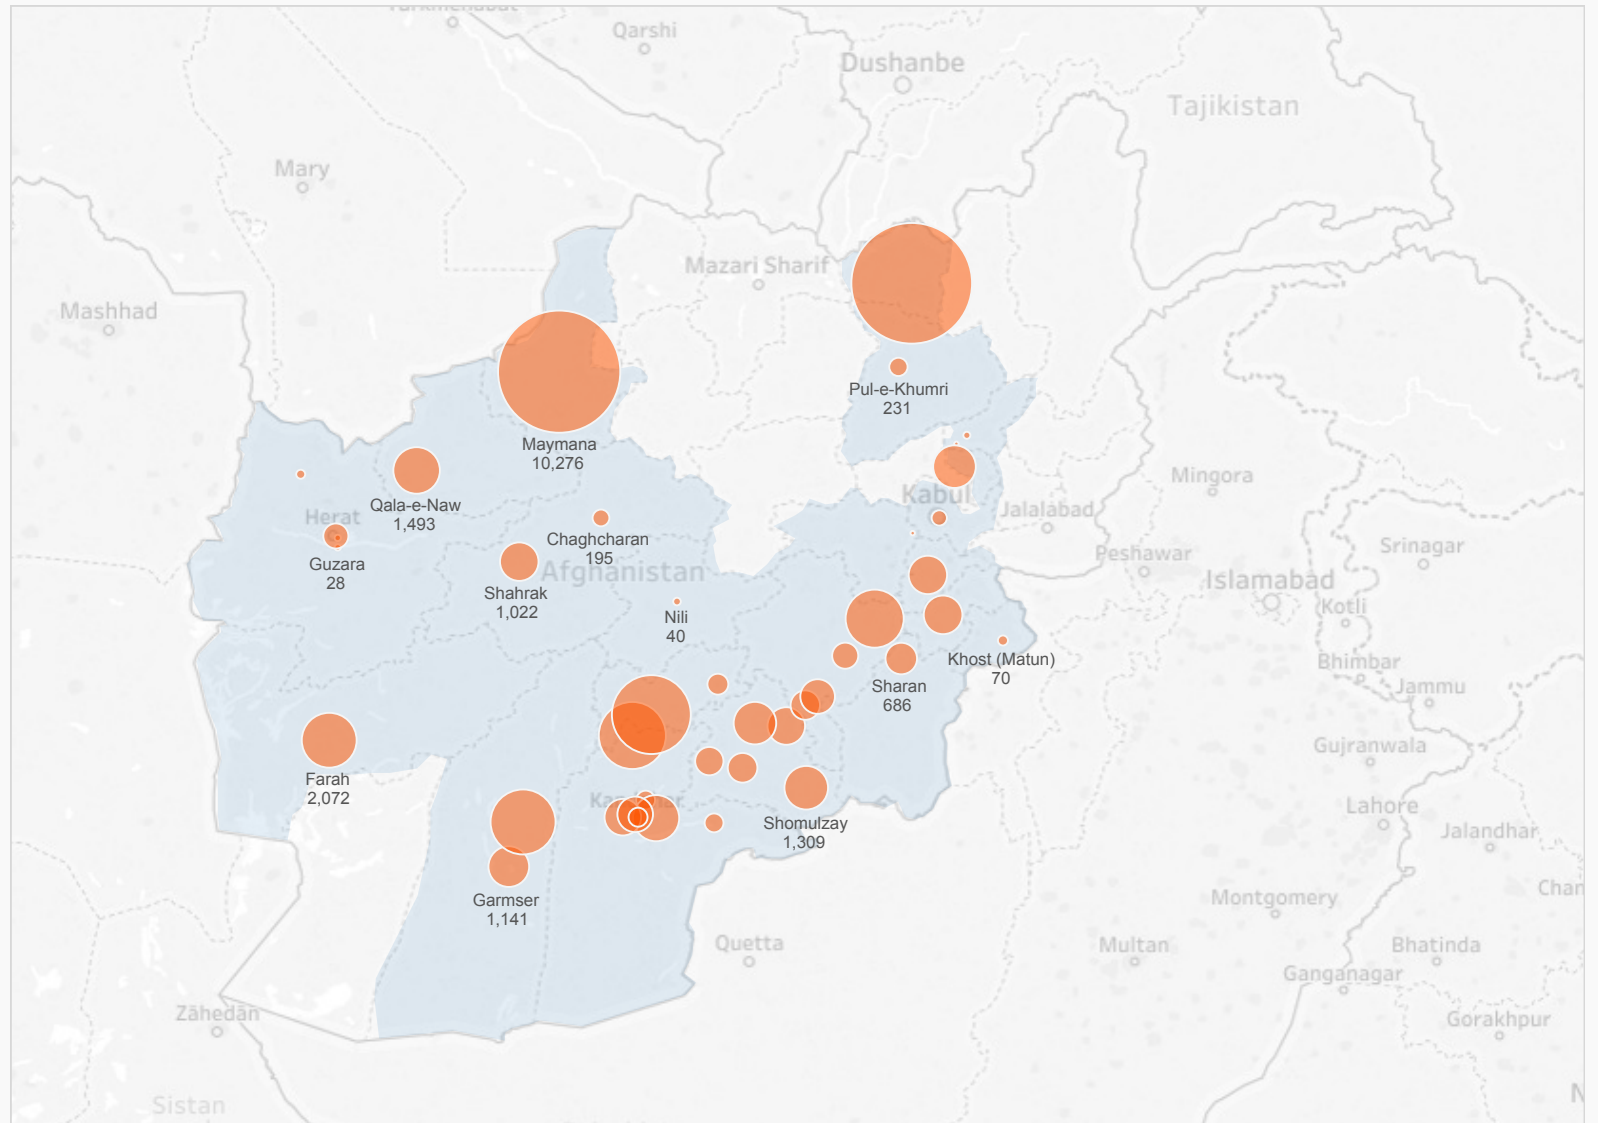 Qarshi
Dushanbe
Tajikistan
Mary
Mazari Sharif
Mashhad
Pul-e-Khumri
231
Maymana
10,276
Qala-e-Naw
1,493
Mingora
Kabul
Herat
Jalalabad
Chaghcharan
195
Peshawar
Srinagar
Guzara
28
Afghanistan
Islamabad
Shahrak
1,022
Kotli
Nili
40
Khost (Matun)
70
Bhimbar
Sharan
686
Jammu
Gujranwala
Farah
2,072
Lahore
Shomulzay
1,309
Jalandhar
Garmser
1,141
Montgomery
Chan
Quetta
Multan
Bhatinda
Ganganagar
Zāhedān
Gorakhpur
Sistan
N